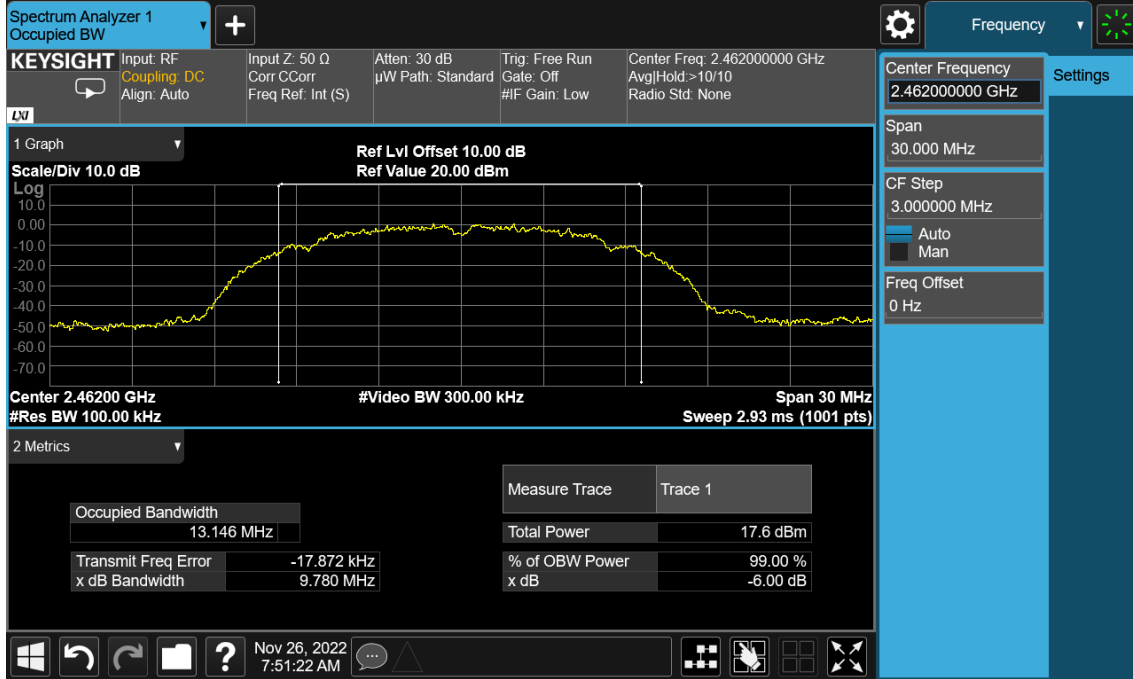 Spectrum Analyzer 1
Occupied BW
+
Frequency
KEYSIGHT
LXI
Input: RF
Coupling: DC
Align: Auto
Input Z: 50 Ω
Corr CCorr
Freq Ref: Int (S)
Atten: 30 dB
µW Path: Standard
Trig: Free Run
Gate: Off
#IF Gain: Low
Center Freq: 2.462000000 GHz
Avg|Hold:>10/10
Radio Std: None
Center Frequency
2.462000000 GHz
Settings
Span
30.000 MHz
CF Step
3.000000 MHz
Auto
Man
Freq Offset
0 Hz
1 Graph
Scale/Div 10.0 dB
Ref Lvl Offset 10.00 dB
Ref Value 20.00 dBm
Log
10.0
0.00
-10.0
-20.0
-30.0
-40.0
-50.0
-60.0
-70.0
Center 2.46200 GHz
#Video BW 300.00 kHz
Span 30 MHz
#Res BW 100.00 kHz
Sweep 2.93 ms (1001 pts)
2 Metrics
Measure Trace Trace 1
Occupied Bandwidth
13.146 MHz
Total Power 17.6 dBm
Transmit Freq Error -17.872 kHz
% of OBW Power 99.00 %
x dB Bandwidth 9.780 MHz
x dB -6.00 dB
?
Nov 26, 2022
7:51:22 AM